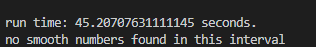 run time: 45.20707631111145 seconds.
no smooth numbers found in this interval